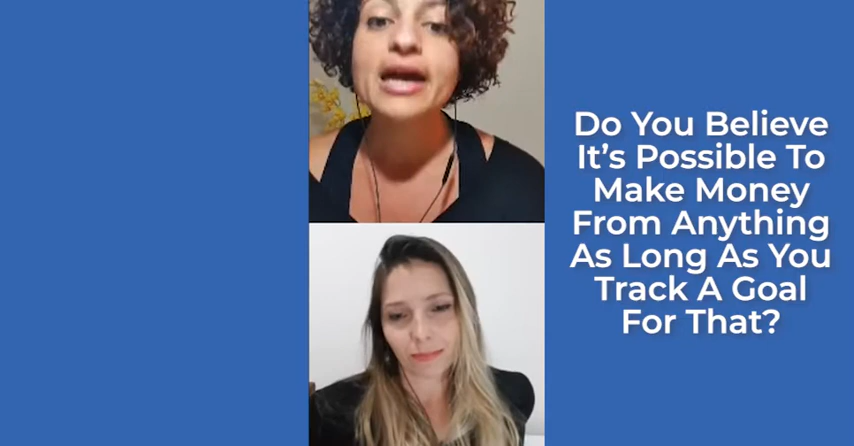 Do You Believe
It’s Possible To
Make Money
From Anything
As Long As You
Track A Goal
For That?